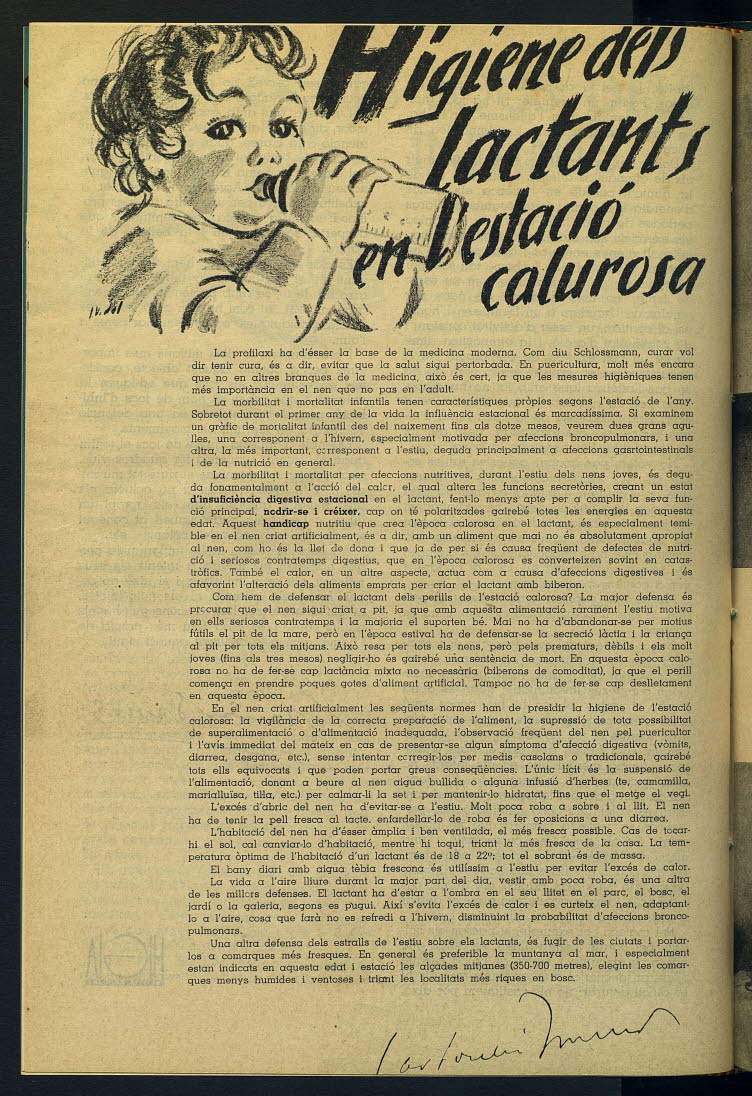 Higiene dels
lactants
en l'estació
calurosa
La profilaxi ha d'ésser la base de la medicina moderna. Com diu Schlossmann, curar vol
dir tenir cura, és a dir, evitar que la salut sigui pertorbada. En puericultura, molt més encara
que no en altres branques de la medicina, això és cert, ja que les mesures higièniques tenen
més importància en el nen que no pas en l'adult.
La morbilitat i mortalitat infantils tenen característiques pròpies segons l'estació de l'any.
Sobretot durant el primer any de la vida la influència estacional és marcadíssima. Si examinem
un gràfic de mortalitat infantil des del naixement fins als dotze mesos, veurem dues grans agu-
lles, una corresponent a l'hivern, especialment motivada per afeccions broncopulmonars, i una
altra, la més important, corresponent a l'estiu, deguda principalment a afeccions gastrointestinals
i de la nutrició en general.
La morbilitat i mortalitat per afeccions nutritives, durant l'estiu dels nens joves, és degu-
da fonamentalment a l'acció del calor, el qual altera les funcions secretòries, creant un estat
d'insuficiència digestiva estacional en el lactant, fent-lo menys apte per a complir la seva fun-
ció principal, nodrir-se i créixer, cap on té polaritzades gairebé totes les energies en aquesta
edat. Aquest handicap nutritiu que crea l'època calorosa en el lactant, és especialment temi-
ble en el nen criat artificialment, és a dir, amb un aliment que mai no és absolutament apropiat
al nen, com ho és la llet de dona i que ja de per si és causa freqüent de defectes de nutri-
ció i seriosos contratemps digestius, que en l'època calorosa es converteixen sovint en catas-
tròfics. També el calor, en un altre aspecte, actua com a causa d'afeccions digestives i és
afavorint l'alteració dels aliments emprats per criar el lactant amb biberon.
Com hem de defensar el lactant dels perills de l'estació calorosa? La major defensa és
procurar que el nen sigui criat a pit, ja que amb aquesta alimentació rarament l'estiu motiva
en ells seriosos contratemps i la majoria el suporten bé. Mai no ha d'abandonar-se per motius
fútils el pit de la mare, però en l'època estival ha de defensar-se la secreció làctia i la criança
al pit per tots els mitjans. Això resa per tots els nens, però pels prematurs, dèbils i els molt
joves (fins als tres mesos) negligir-ho és gairebé una sentència de mort. En aquesta època calo-
rosa no ha de fer-se cap lactància mixta no necessària (biberons de comoditat), ja que el perill
comença en prendre poques gotes d'aliment artificial. Tampoc no ha de fer-se cap deslletament
en aquesta època.
En el nen criat artificialment les següents normes han de presidir la higiene de l'estació
calorosa: la vigilància de la correcta preparació de l'aliment, la supressió de tota possibilitat
de superalimentació o d'alimentació inadequada, l'observació freqüent del nen pel puericultor
i l'avís immediat del mateix en cas de presentar-se algun símptoma d'afecció digestiva (vòmits,
diarrea, desgana, etc.), sense intentar corregir-los per medis casolans o tradicionals, gairebé
tots ells equivocats i que poden portar greus conseqüències. L'únic lícit és la suspensió de
l'alimentació, donant a beure al nen aigua bullida o alguna infusió d'herbes (te, camamilla,
marialluïsa, til·la, etc.) per calmar-li la set i per mantenir-lo hidratat, fins que el metge el vegi.
L'excés d'abric del nen ha d'evitar-se a l'estiu. Molt poca roba a sobre i al llit. El nen
ha de tenir la pell fresca al tacte. enfardellar-lo de roba és fer oposicions a una diarrea.
L'habitació del nen ha d'ésser àmplia i ben ventilada, el més fresca possible. Cas de tocar-
hi el sol, cal canviar-lo d'habitació, mentre hi toqui, triant la més fresca de la casa. La tem-
peratura òptima de l'habitació d'un lactant és de 18 a 22º; tot el sobrant és de massa.
El bany diari amb aigua tèbia frescona és utilíssim a l'estiu per evitar l'excés de calor.
La vida a l'aire lliure durant la major part del dia, vestir amb poca roba, és una altra
de les millors defenses. El lactant ha d'estar a l'ombra en el seu llitet en el parc, el bosc, el
jardí o la galeria, segons es pugui. Així s'evita l'excés de calor i es curteix el nen, adaptant-
lo a l'aire, cosa que farà no es refredi a l'hivern, disminuint la probabilitat d'afeccions bronco-
pulmonars.
Una altra defensa dels estralls de l'estiu sobre els lactants, és fugir de les ciutats i portar-
los a comarques més fresques. En general és preferible la muntanya al mar, i especialment
estan indicats en aquesta edat i estació les alçades mitjanes (350-700 metres), elegint les comar-
ques menys humides i ventoses i triant les localitats més riques en bosc.